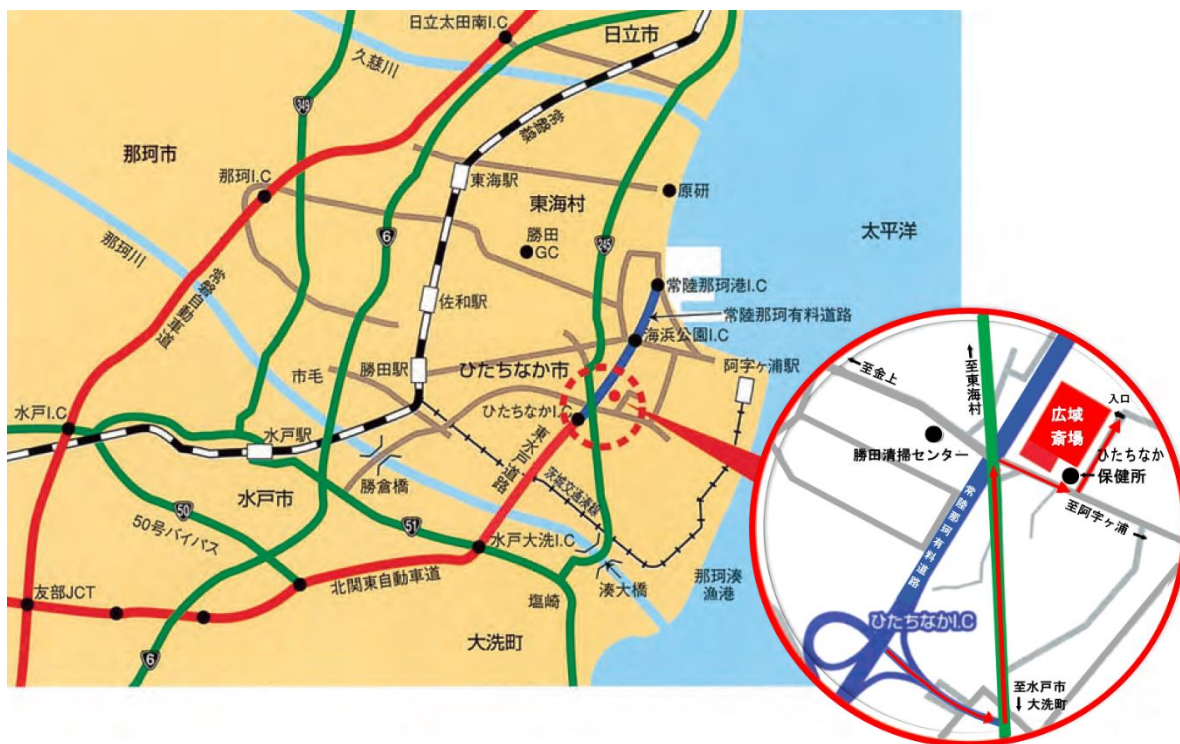 日立太田南I.C
日立市
久慈川
349
常磐線
那珂市
那珂I.C
東海駅
原研
東海村
6
勝田
GC
245
太平洋
那珂川
常磐自動車道
佐和駅
常陸那珂港I.C
常陸那珂有料道路
海浜公園I.C
勝田駅
ひたちなか市
阿字ヶ浦駅
市毛
ひたちなかI.C
水戸I.C
水戸駅
東水戸道路
勝倉橋
水戸市
茨城交通湊線
50
50号バイパス
51
水戸大洗I.C
友部JCT
北関東自動車道
塩崎
湊大橋
那珂湊
漁港
6
大洗町
至金上
至東海村
入口
広域
斎場
勝田清掃センター
ひたちなか
保健所
至阿字ヶ浦
常陸那珂有料道路
ひたちなかI.C
至水戸市
大洗町